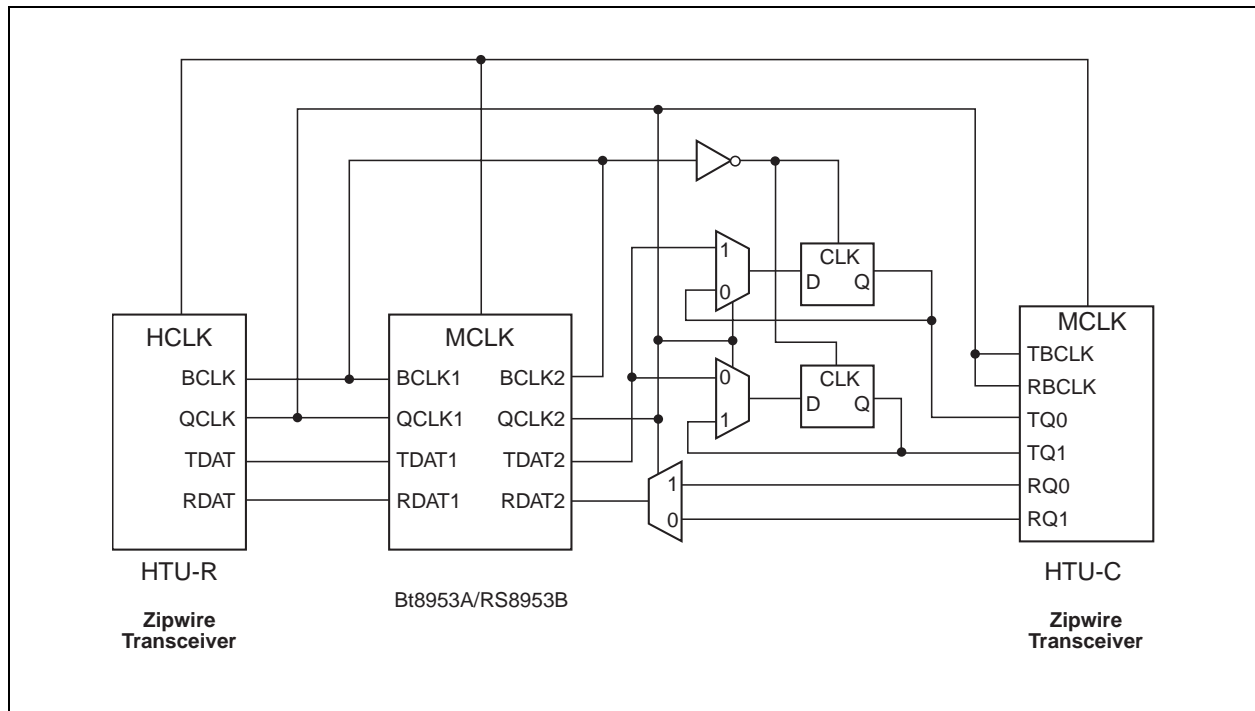 HCLK
BCLK
QCLK
TDAT
RDAT
HTU-R
Zipwire
Transceiver
MCLK
BCLK1
QCLK1
TDAT1
RDAT1
BCLK2
QCLK2
TDAT2
RDAT2
Bt8953A/RS8953B
1
0
CLK
D
Q
0
1
CLK
D
Q
1
0
MCLK
TBCLK
RBCLK
TQ0
TQ1
RQ0
RQ1
HTU-C
Zipwire
Transceiver